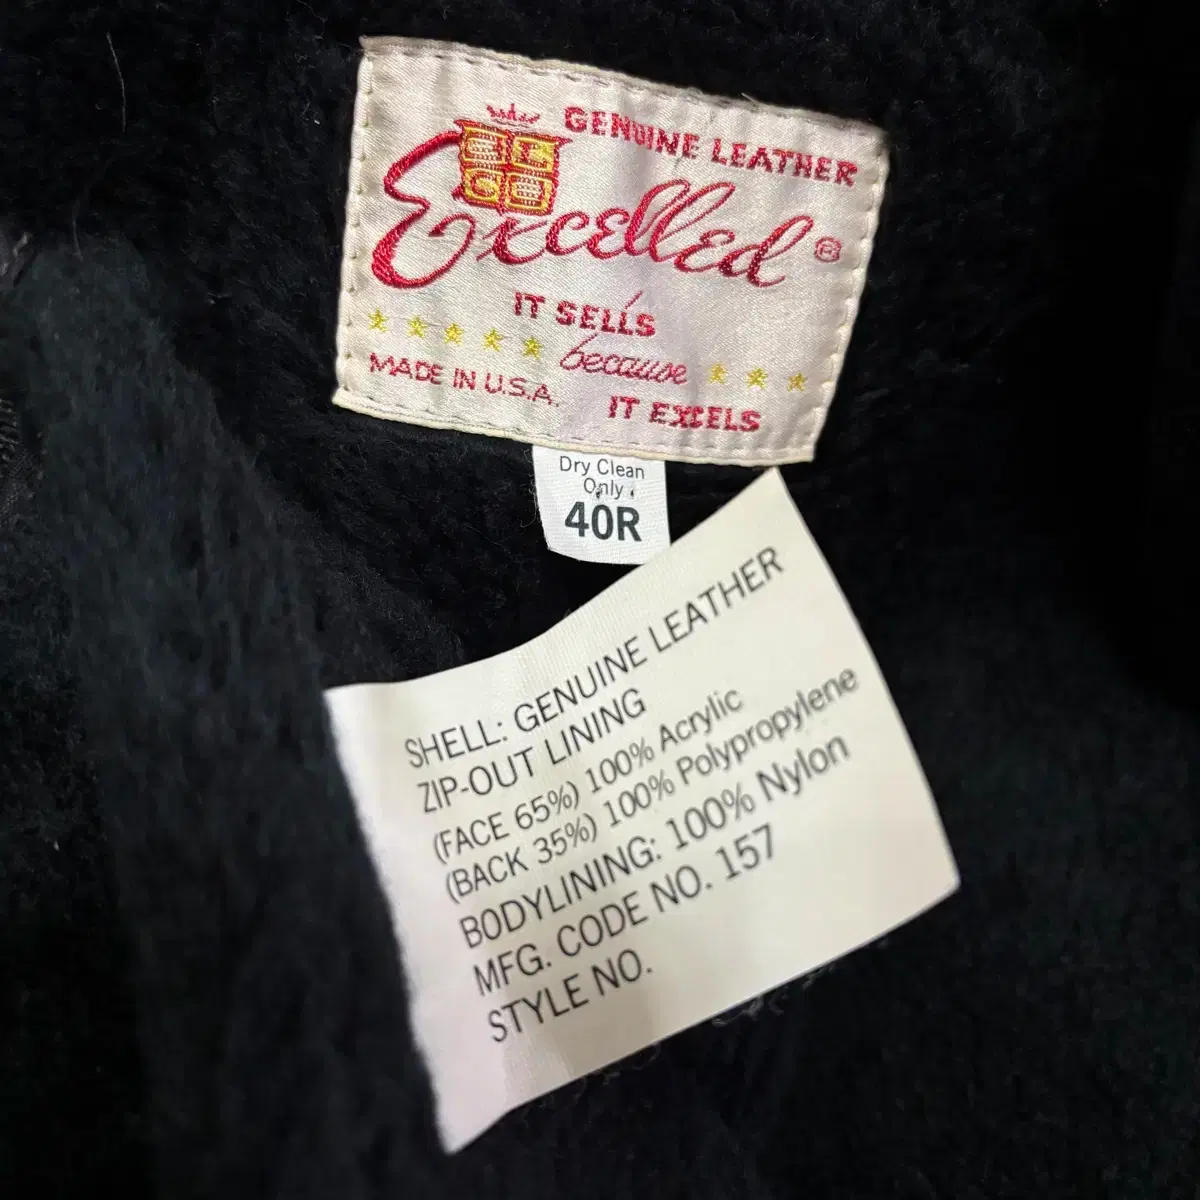 GENUINE LEATHER
Excelled ®
IT SELLS
because
MADE IN U.S.A.
IT EXCELS
Dry Clean
Only
40R
SHELL: GENUINE LEATHER
ZIP-OUT LINING
(FACE 65%) 100% Acrylic
(BACK 35%) 100% Polypropylene
BODYLINING: 100% Nylon
MFG. CODE NO. 157
STYLE NO.